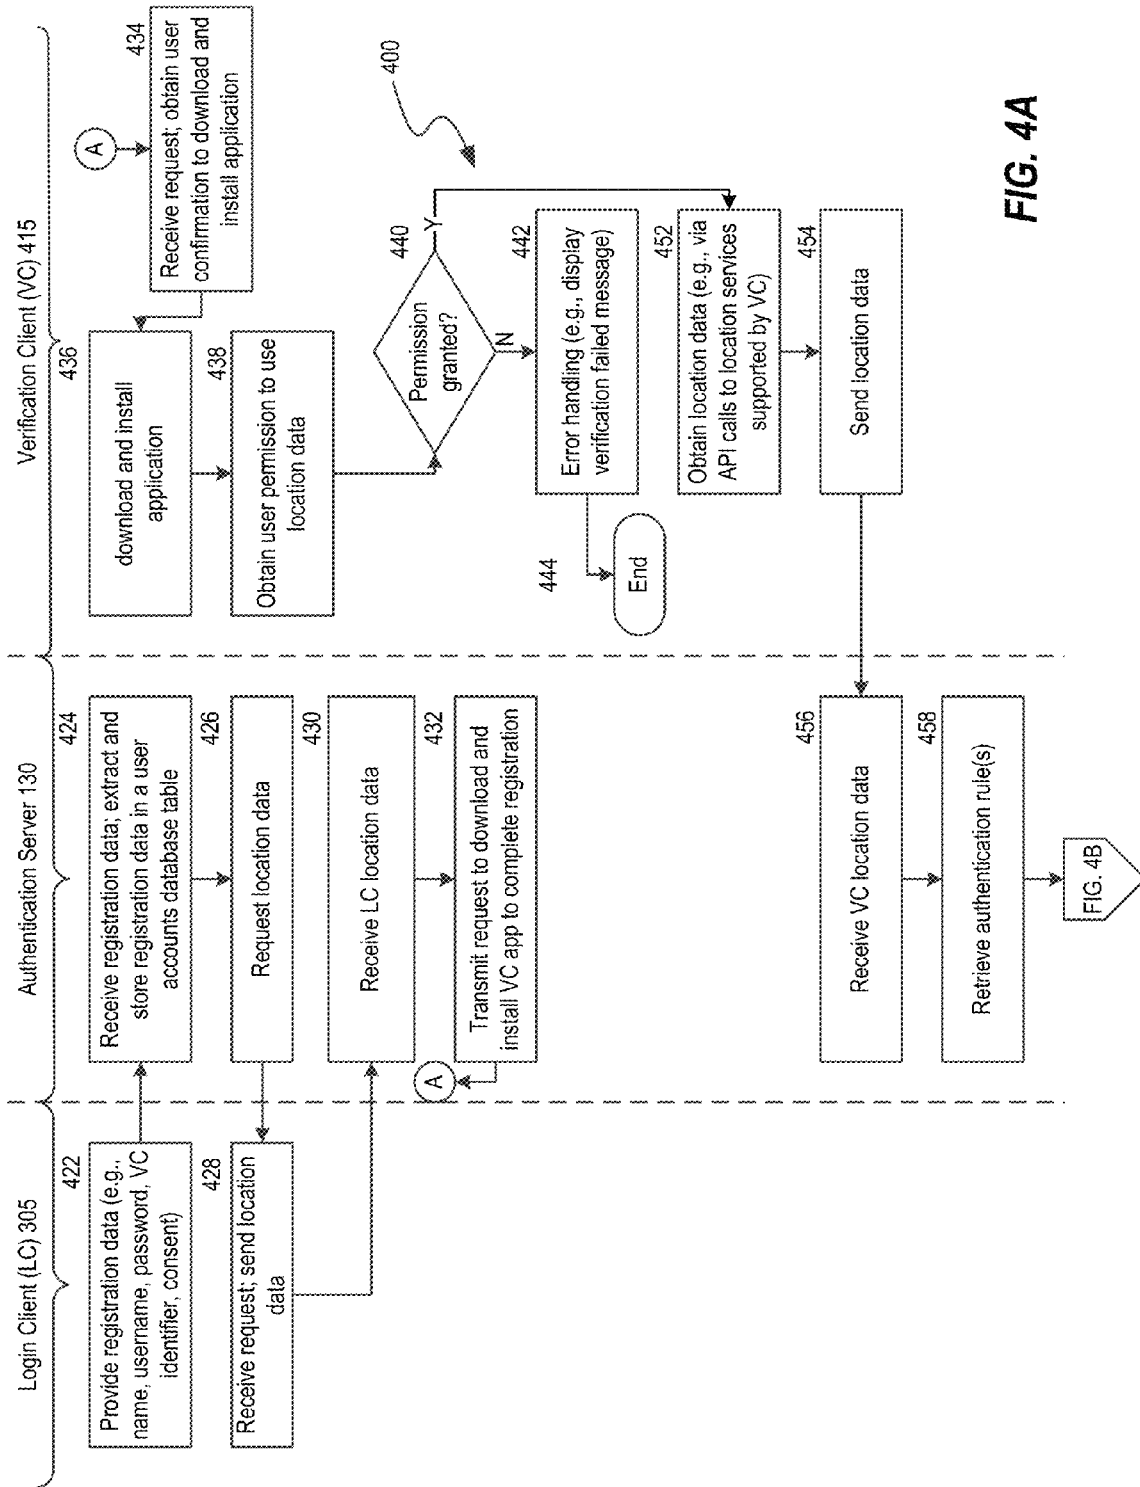 Login Client (LC) 305
Authentication Server 130
Verification Client (VC) 415
422
Provide registration data (e.g.,
name, username, password, VC
identifier, consent)
424
Receive registration data; extract and
store registration data in a user
accounts database table
426
Request location data
428
Receive request; send location
data
430
Receive LC location data
432
Transmit request to download and
install VC app to complete registration
A
A
434
Receive request; obtain user
confirmation to download and
install application
436
download and install
application
438
Obtain user permission to use
location data
440
Permission
granted?
Y
N
442
Error handling (e.g., display
verification failed message)
444
End
452
Obtain location data (e.g., via
API calls to location services
supported by VC)
454
Send location data
456
Receive VC location data
458
Retrieve authentication rule(s)
FIG. 4B
400
FIG. 4A